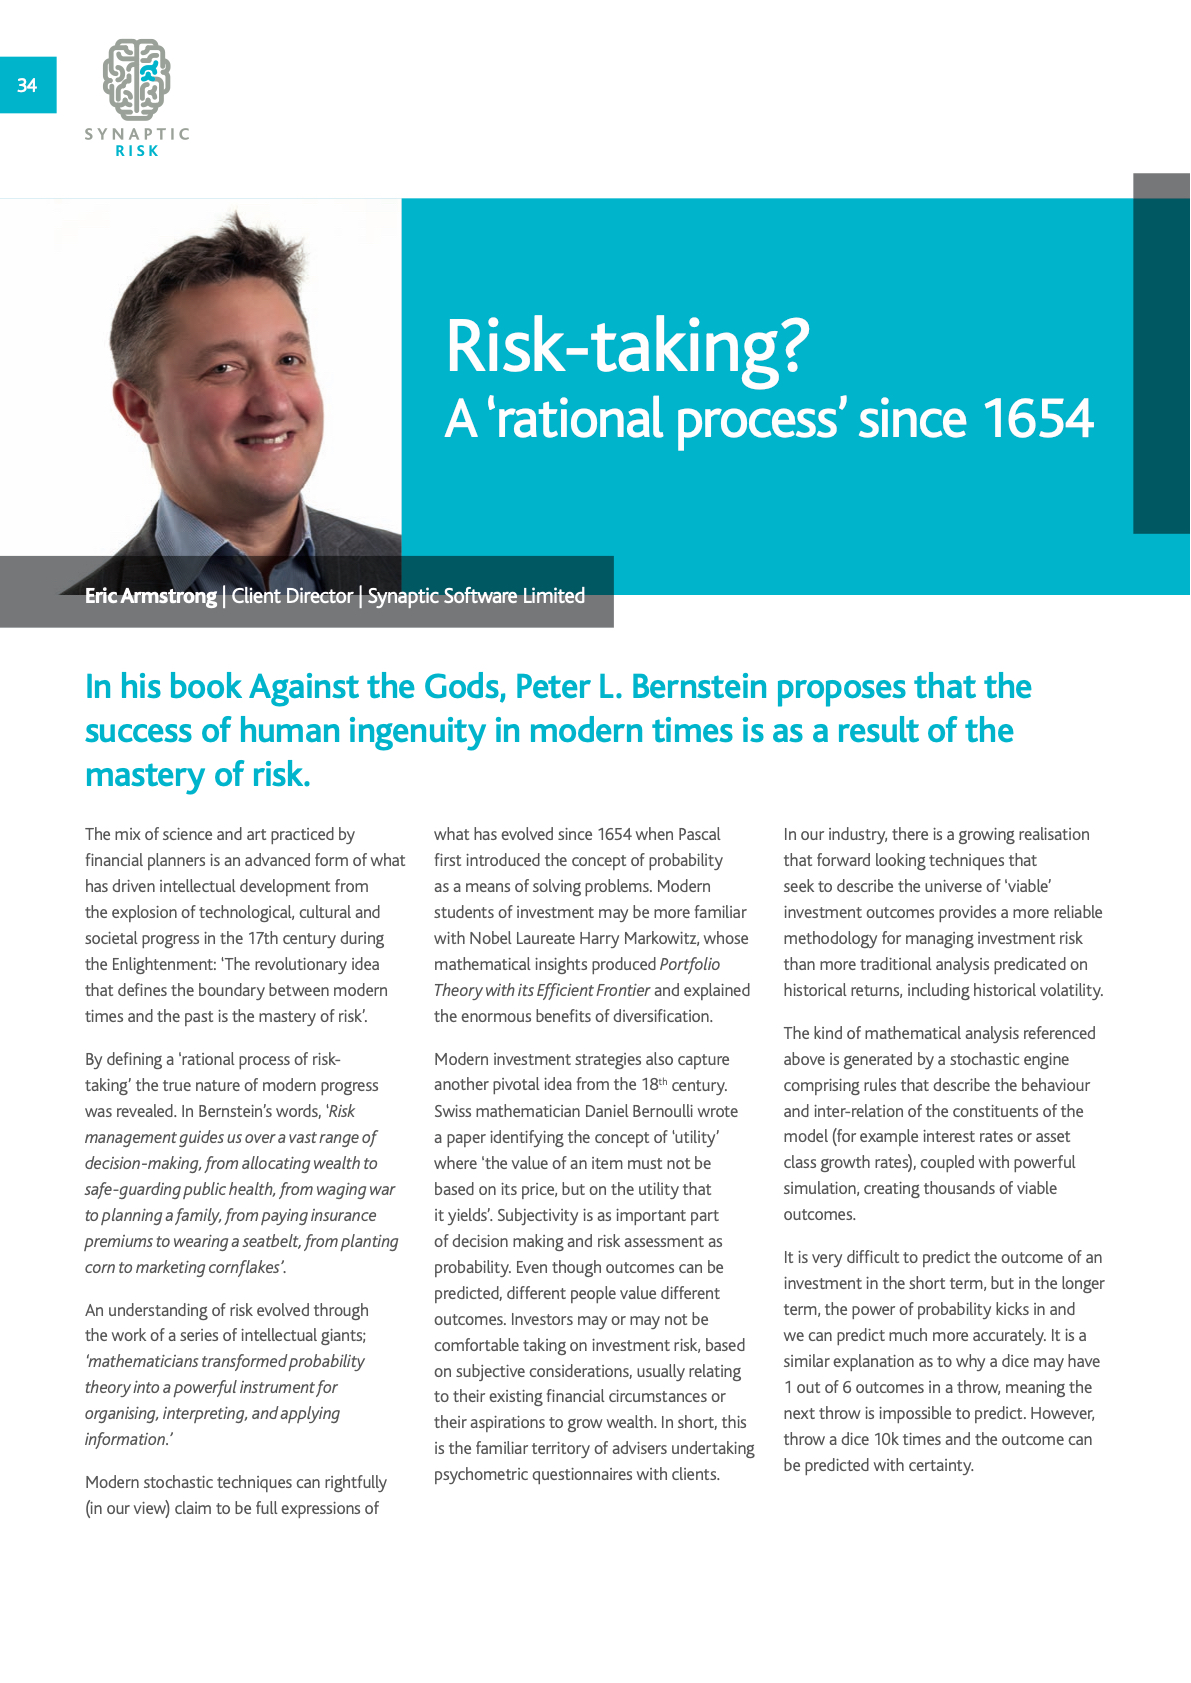 34
SYNAPTIC
RISK
Risk-taking?
A ‘rational process’ since 1654
Eric Armstrong | Client Director | Synaptic Software Limited
In his book Against the Gods, Peter L. Bernstein proposes that the
success of human ingenuity in modern times is as a result of the
mastery of risk.
The mix of science and art practiced by
financial planners is an advanced form of what
has driven intellectual development from
the explosion of technological, cultural and
societal progress in the 17th century during
the Enlightenment: ‘The revolutionary idea
that defines the boundary between modern
times and the past is the mastery of risk’.
By defining a ‘rational process of risk-
taking’ the true nature of modern progress
was revealed. In Bernstein’s words, ‘Risk
management guides us over a vast range of
decision-making, from allocating wealth to
safe-guarding public health, from waging war
to planning a family, from paying insurance
premiums to wearing a seatbelt, from planting
corn to marketing cornflakes’.
An understanding of risk evolved through
the work of a series of intellectual giants;
‘mathematicians transformed probability
theory into a powerful instrument for
organising, interpreting, and applying
information.’
Modern stochastic techniques can rightfully
(in our view) claim to be full expressions of
what has evolved since 1654 when Pascal
first introduced the concept of probability
as a means of solving problems. Modern
students of investment may be more familiar
with Nobel Laureate Harry Markowitz, whose
mathematical insights produced Portfolio
Theory with its Efficient Frontier and explained
the enormous benefits of diversification.
Modern investment strategies also capture
another pivotal idea from the 18th century.
Swiss mathematician Daniel Bernoulli wrote
a paper identifying the concept of ‘utility’
where ‘the value of an item must not be
based on its price, but on the utility that
it yields’. Subjectivity is as important part
of decision making and risk assessment as
probability. Even though outcomes can be
predicted, different people value different
outcomes. Investors may or may not be
comfortable taking on investment risk, based
on subjective considerations, usually relating
to their existing financial circumstances or
their aspirations to grow wealth. In short, this
is the familiar territory of advisers undertaking
psychometric questionnaires with clients.
In our industry, there is a growing realisation
that forward looking techniques that
seek to describe the universe of ‘viable’
investment outcomes provides a more reliable
methodology for managing investment risk
than more traditional analysis predicated on
historical returns, including historical volatility.
The kind of mathematical analysis referenced
above is generated by a stochastic engine
comprising rules that describe the behaviour
and inter-relation of the constituents of the
model (for example interest rates or asset
class growth rates), coupled with powerful
simulation, creating thousands of viable
outcomes.
It is very difficult to predict the outcome of an
investment in the short term, but in the longer
term, the power of probability kicks in and
we can predict much more accurately. It is a
similar explanation as to why a dice may have
1 out of 6 outcomes in a throw, meaning the
next throw is impossible to predict. However,
throw a dice 10k times and the outcome can
be predicted with certainty.